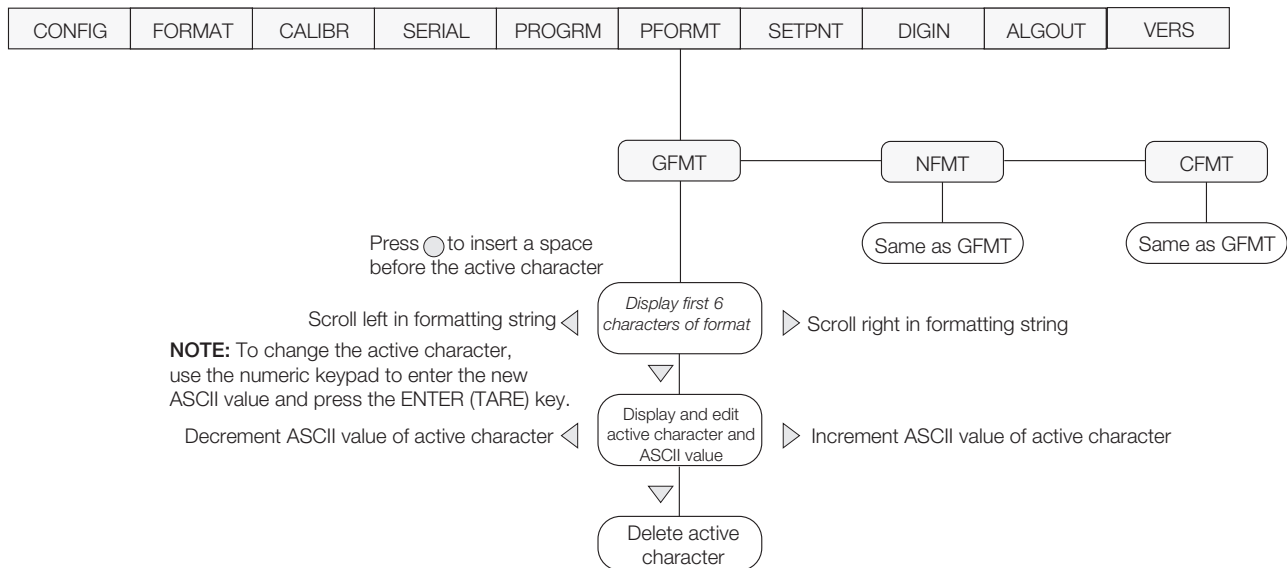 CONFIG FORMAT CALIBR SERIAL PROGRM PFORMT SETPNT DIGIN ALGOUT VERS
GFMT NFMT CFMT
Same as GFMT Same as GFMT
Press to insert a space
before the active character
Display first 6
characters of format
Scroll left in formatting string
Scroll right in formatting string
NOTE: To change the active character,
use the numeric keypad to enter the new
ASCII value and press the ENTER (TARE) key.
Display and edit
active character and
ASCII value
Decrement ASCII value of active character
Increment ASCII value of active character
Delete active
character